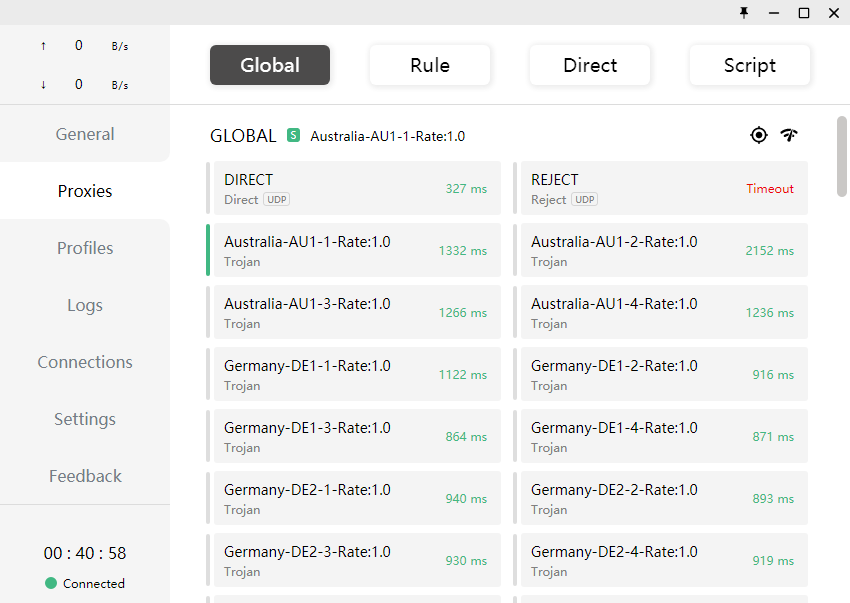 ↑ 0 B/s
↓ 0 B/s
General
Proxies
Profiles
Logs
Connections
Settings
Feedback
00 : 40 : 58
Connected
Global Rule Direct Script
GLOBAL S Australia-AU1-1-Rate:1.0
DIRECT
Direct UDP
327 ms
REJECT
Reject UDP
Timeout
Australia-AU1-1-Rate:1.0
Trojan
1332 ms
Australia-AU1-2-Rate:1.0
Trojan
2152 ms
Australia-AU1-3-Rate:1.0
Trojan
1266 ms
Australia-AU1-4-Rate:1.0
Trojan
1236 ms
Germany-DE1-1-Rate:1.0
Trojan
1122 ms
Germany-DE1-2-Rate:1.0
Trojan
916 ms
Germany-DE1-3-Rate:1.0
Trojan
864 ms
Germany-DE1-4-Rate:1.0
Trojan
871 ms
Germany-DE2-1-Rate:1.0
Trojan
940 ms
Germany-DE2-2-Rate:1.0
Trojan
893 ms
Germany-DE2-3-Rate:1.0
Trojan
930 ms
Germany-DE2-4-Rate:1.0
Trojan
919 ms